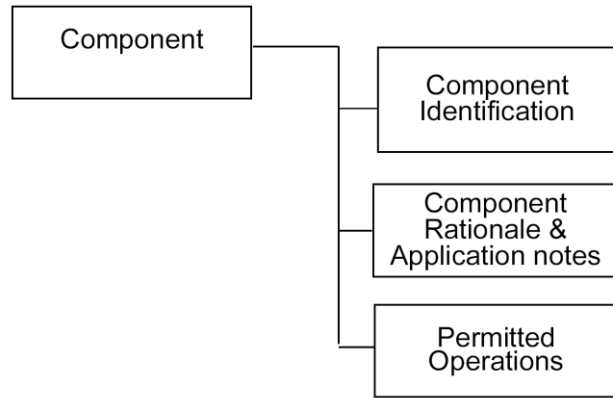 Component
Component
Identification
Component
Rationale &
Application notes
Permitted
Operations